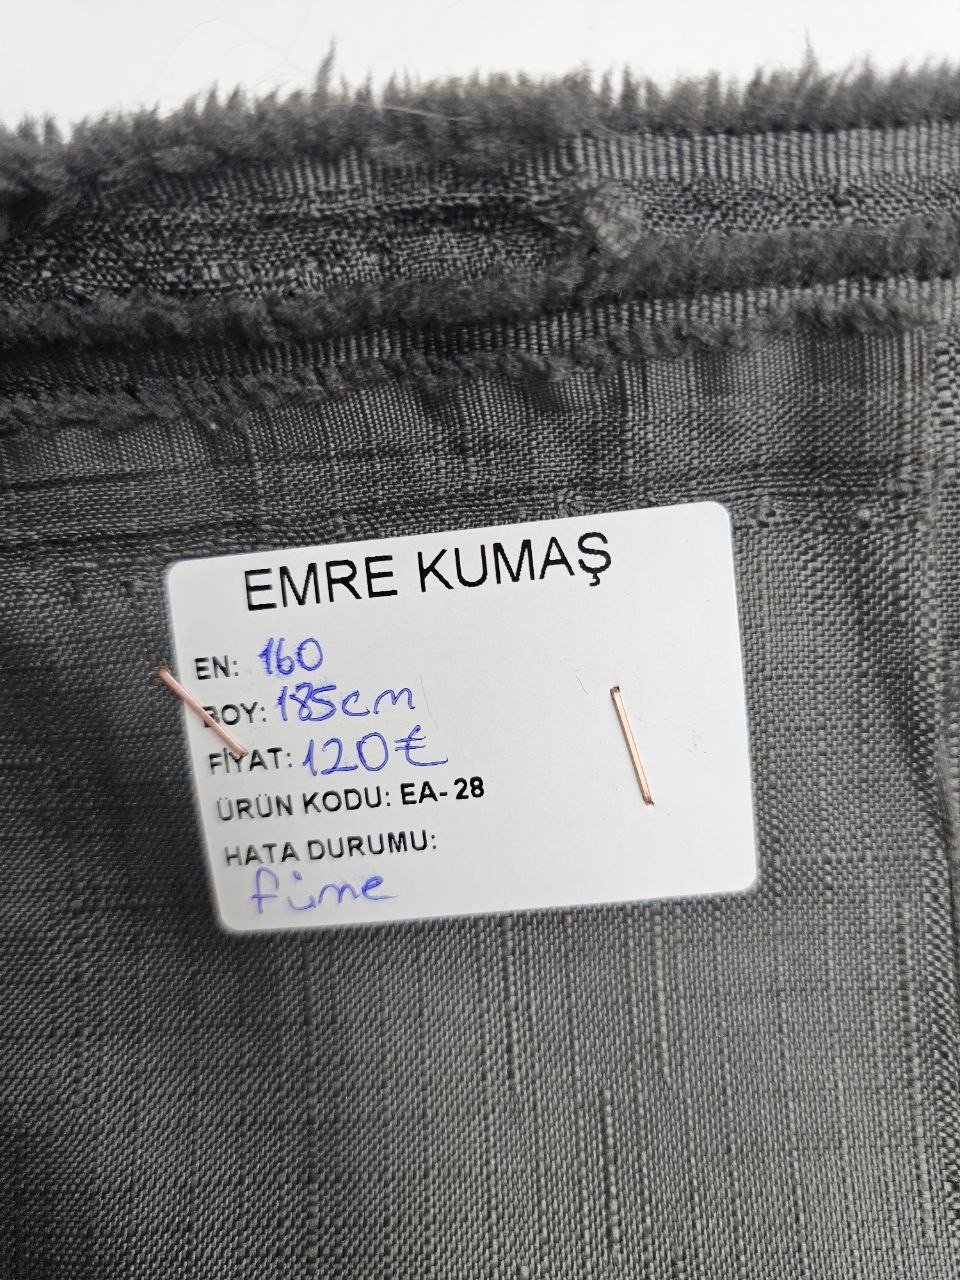 EMRE KUMAŞ
EN: 160
BOY: 185cm
FİYAT: 120₺
ÜRÜN KODU: EA- 28
HATA DURUMU:
füme